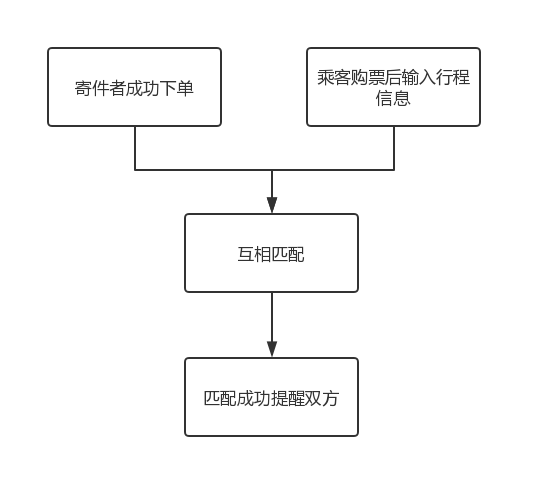 寄件者成功下单
乘客购票后输入行程
信息
互相匹配
匹配成功提醒双方